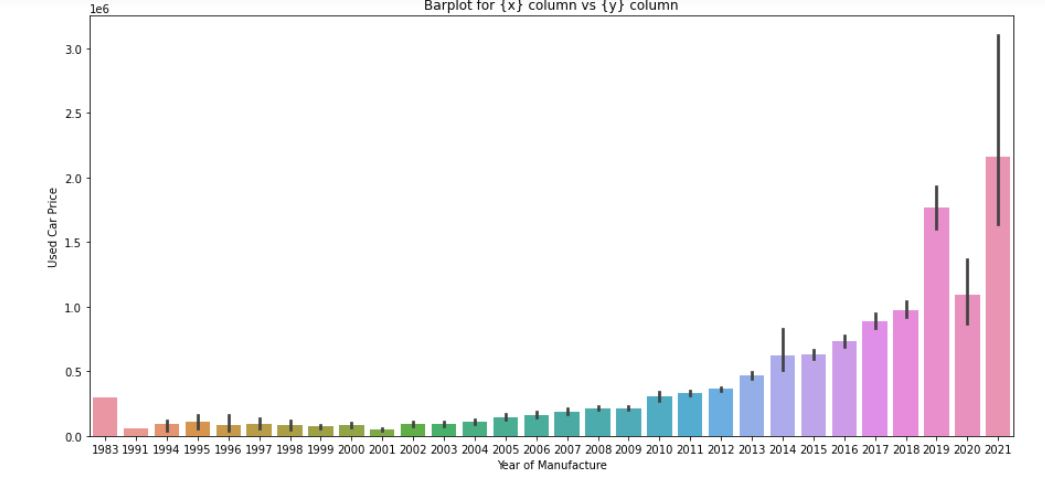 Barplot for {x} column vs {y} column
1e6
3.0
2.5
2.0
1.5
1.0
0.5
0.0
Used Car Price
1983 1991 1994 1995 1996 1997 1998 1999 2000 2001 2002 2003 2004 2005 2006 2007 2008 2009 2010 2011 2012 2013 2014 2015 2016 2017 2018 2019 2020 2021
Year of Manufacture